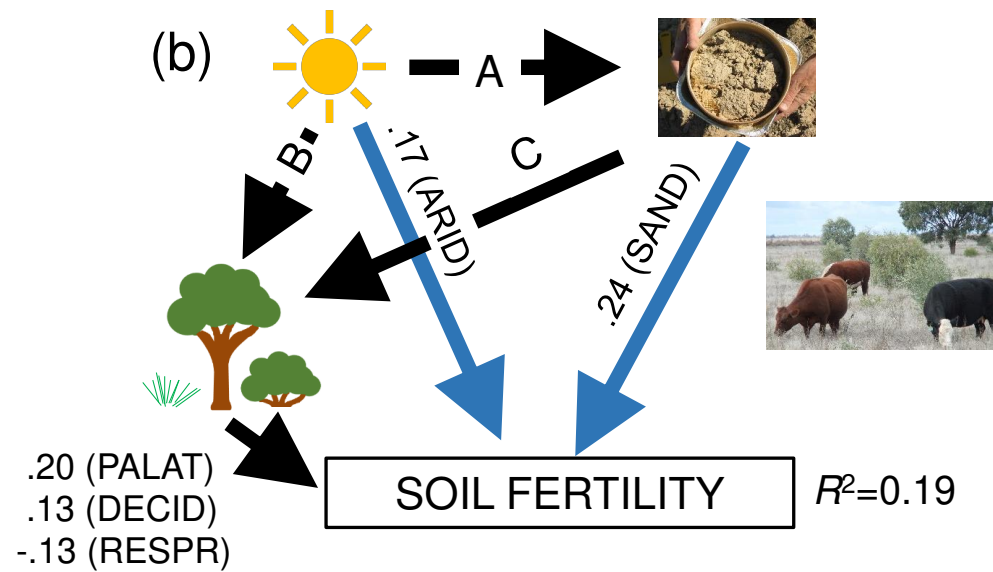 (b)
A
B
C
.17 (ARID)
.24 (SAND)
.20 (PALAT)
.13 (DECID)
-.13 (RESPR)
SOIL FERTILITY
R²=0.19